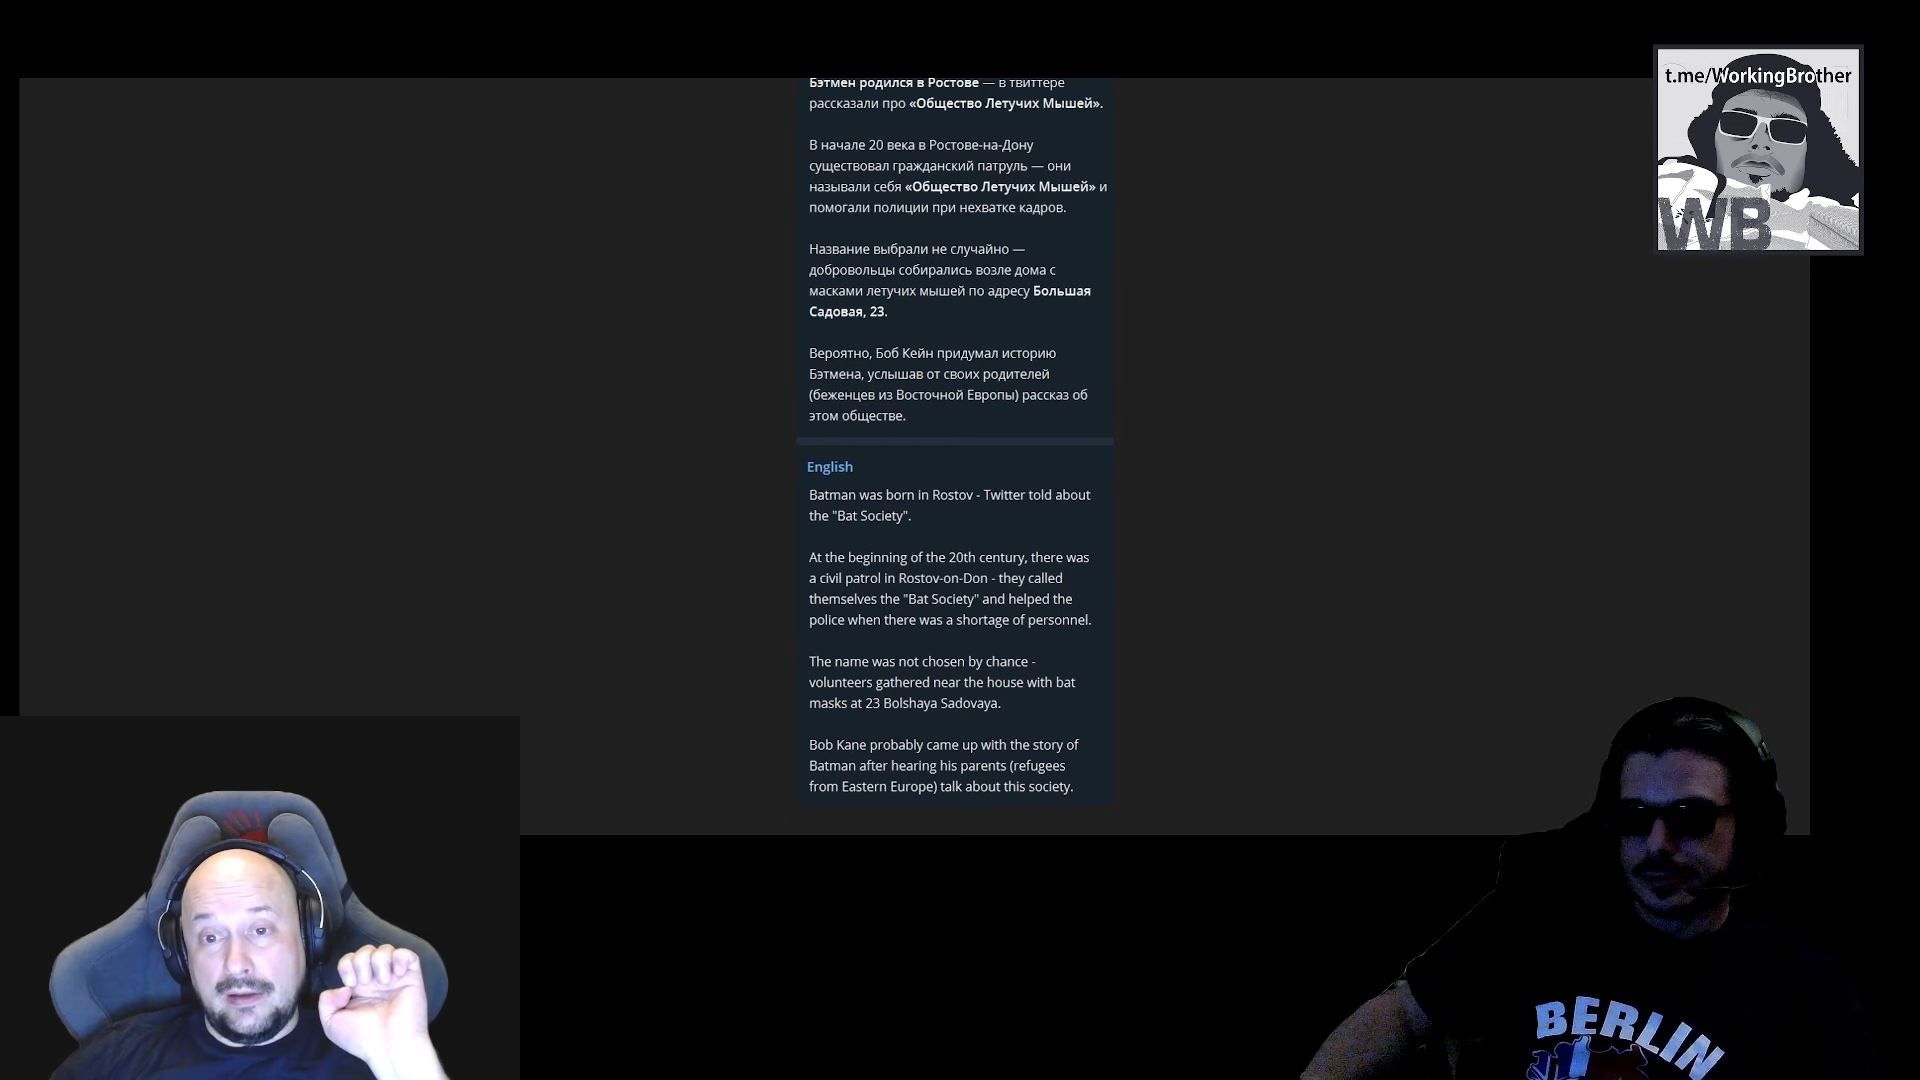 t.me/WorkingBrother
WB
Бэтмен родился в Ростове — в твиттере
рассказали про «Общество Летучих Мышей».
В начале 20 века в Ростове-на-Дону
существовал гражданский патруль — они
называли себя «Общество Летучих Мышей» и
помогали полиции при нехватке кадров.
Название выбрали не случайно —
добровольцы собирались возле дома с
масками летучих мышей по адресу Большая
Садовая, 23.
Вероятно, Боб Кейн придумал историю
Бэтмена, услышав от своих родителей
(беженцев из Восточной Европы) рассказ об
этом обществе.
English
Batman was born in Rostov - Twitter told about
the "Bat Society".
At the beginning of the 20th century, there was
a civil patrol in Rostov-on-Don - they called
themselves the "Bat Society" and helped the
police when there was a shortage of personnel.
The name was not chosen by chance -
volunteers gathered near the house with bat
masks at 23 Bolshaya Sadovaya.
Bob Kane probably came up with the story of
Batman after hearing his parents (refugees
from Eastern Europe) talk about this society.
BERLIN